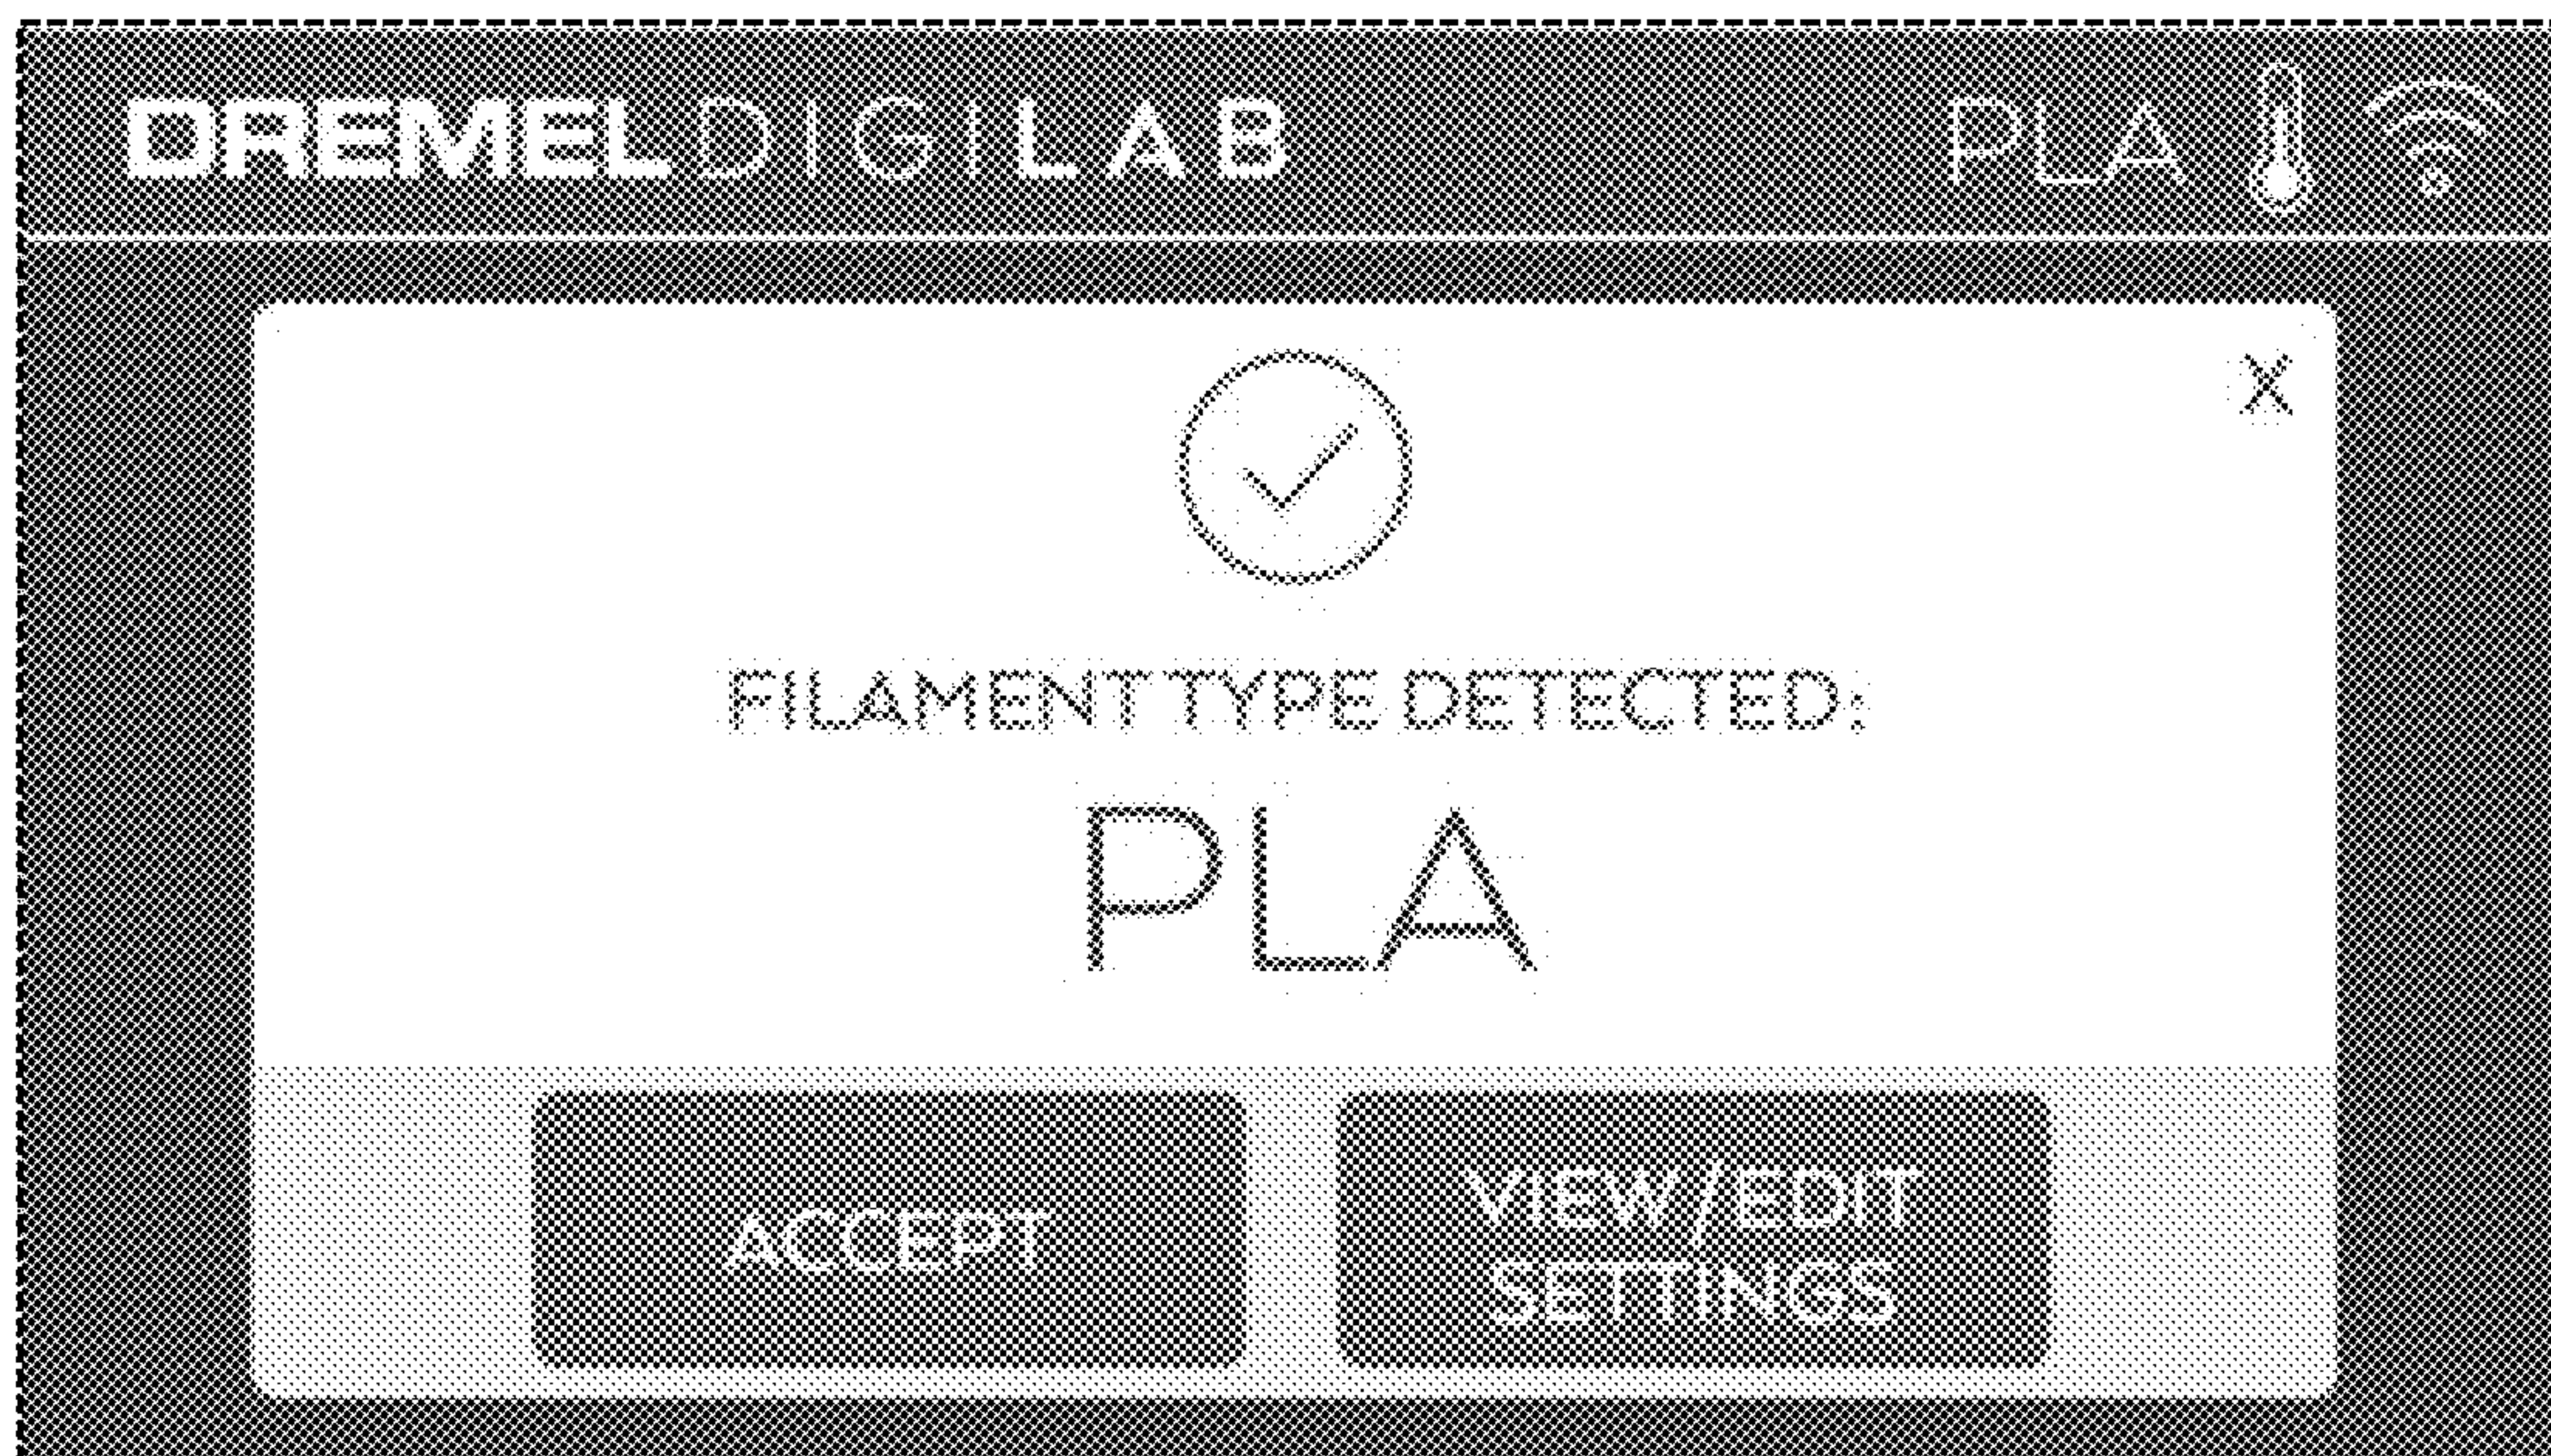 DREMEL DIGILAB PLA
X
FILAMENT TYPE DETECTED:
PLA
ACCEPT
VIEW/EDIT
SETTINGS